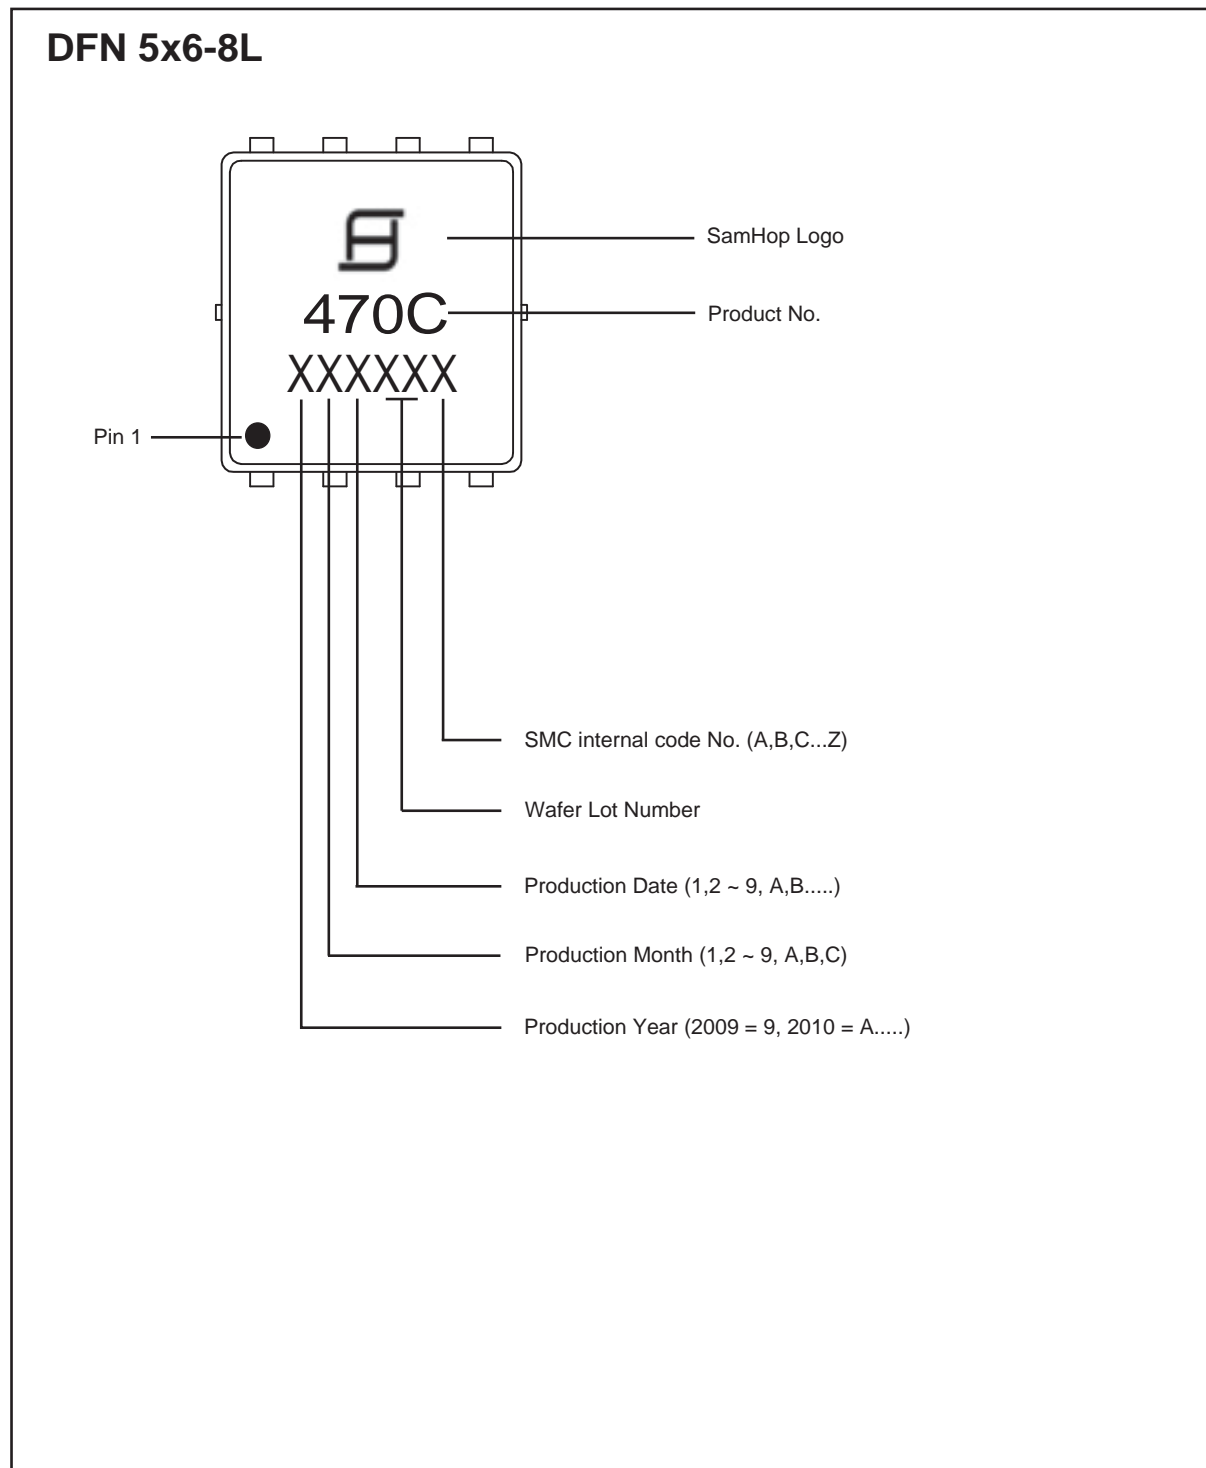 DFN 5x6-8L
SamHop Logo
470C
Product No.
XXXXXX
Pin 1
SMC internal code No. (A,B,C...Z)
Wafer Lot Number
Production Date (1,2 ~ 9, A,B.....)
Production Month (1,2 ~ 9, A,B,C)
Production Year (2009 = 9, 2010 = A.....)